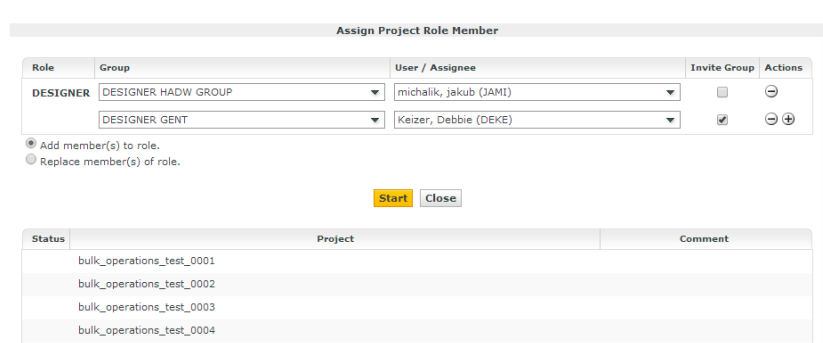 Assign Project Role Member
Role Group User / Assignee Invite Group Actions
DESIGNER DESIGNER HADW GROUP michalik, jakub (JAMI)
DESIGNER GENT Keizer, Debbie (DEKE)
Add member(s) to role.
Replace member(s) of role.
Start Close
Status Project Comment
bulk_operations_test_0001
bulk_operations_test_0002
bulk_operations_test_0003
bulk_operations_test_0004